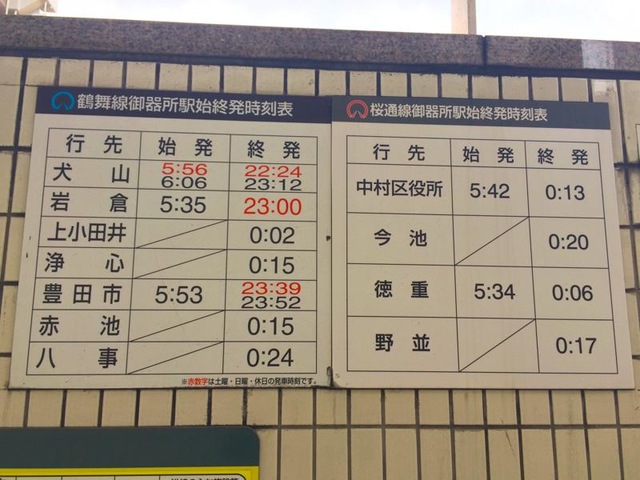 鶴舞線御器所駅始終発時刻表
行先 始発 終発
犬山 5:56 22:24
6:06 23:12
岩倉 5:35 23:00
上小田井 0:02
浄心 0:15
豊田市 5:53 23:39
23:52
赤池 0:15
八事 0:24
※赤数字は土曜・日曜・休日の発車時刻です。
桜通線御器所駅始終発時刻表
行先 始発 終発
中村区役所 5:42 0:13
今池 0:20
徳重 5:34 0:06
野並 0:17